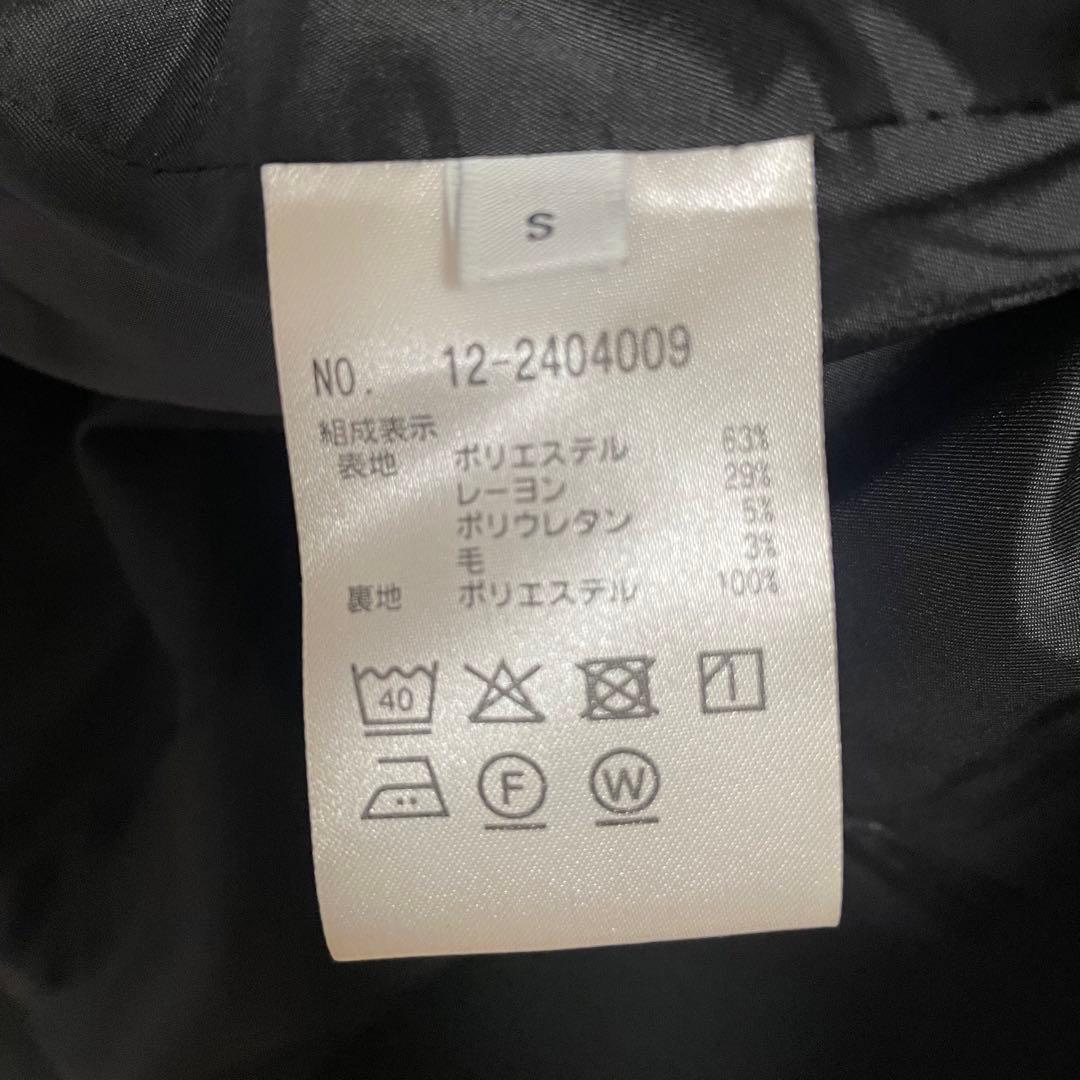 S
NO. 12-2404009
組成表示
表地 ポリエステル 63%
レーヨン 29%
ポリウレタン 5%
毛 3%
裏地 ポリエステル 100%
40
F W